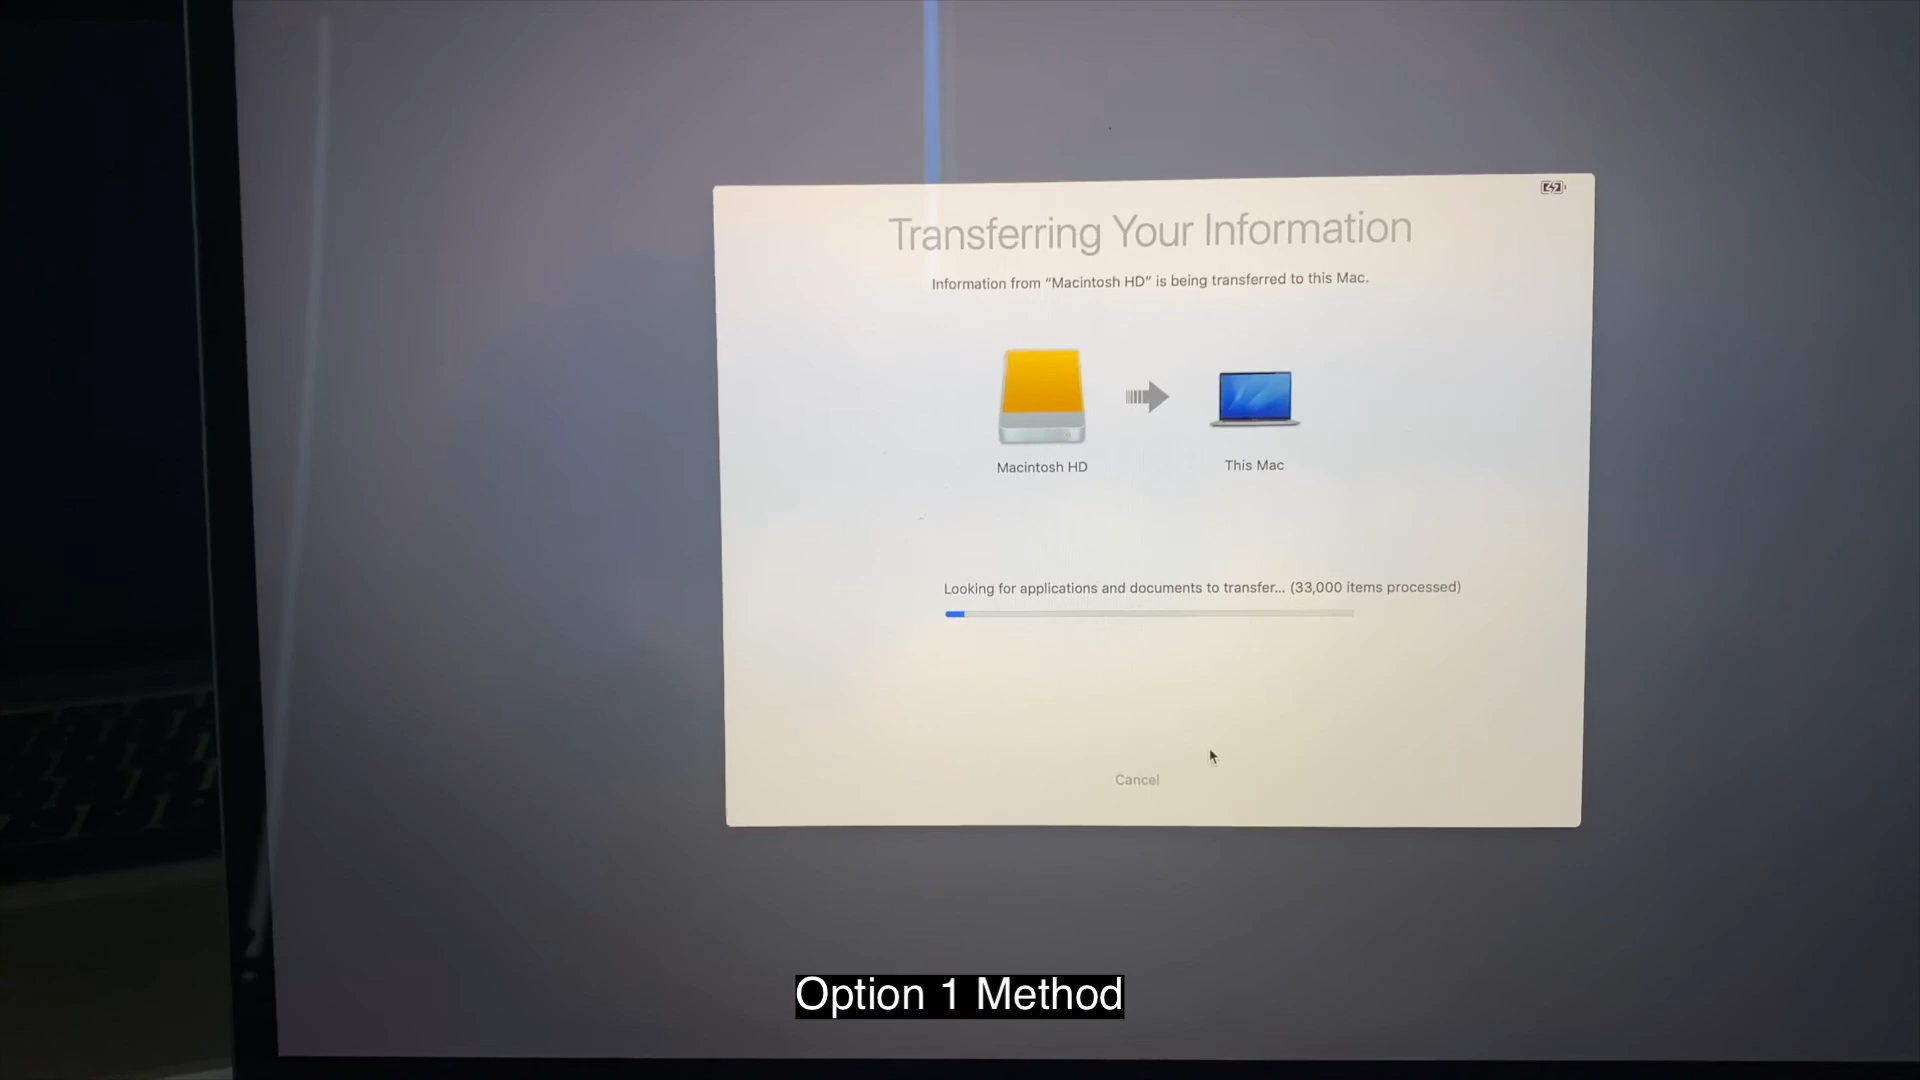 Transferring Your Information
Information from “Macintosh HD” is being transferred to this Mac.
Macintosh HD
This Mac
Looking for applications and documents to transfer... (33,000 items processed)
Cancel
Option 1 Method